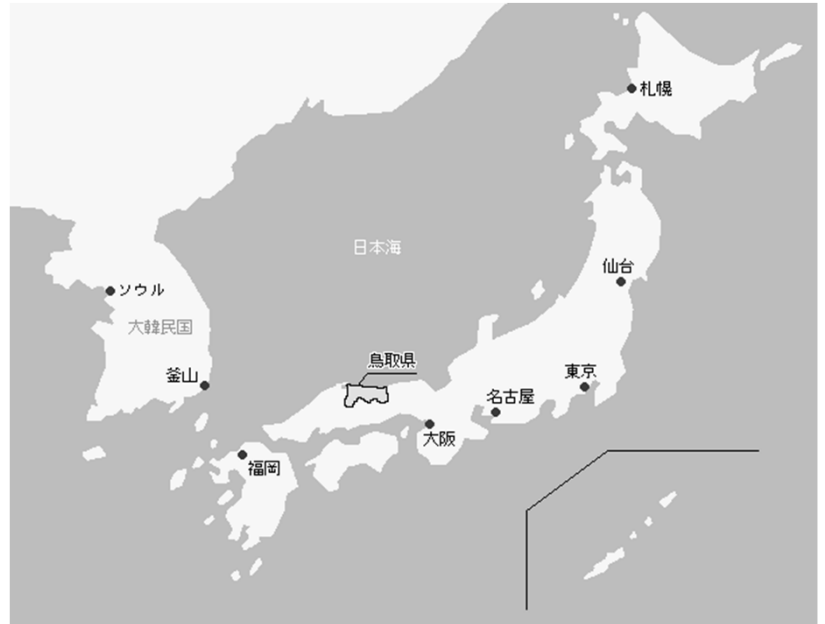 札幌
日本海
仙台
ソウル
大韓民国
鳥取県
釜山
東京
名古屋
大阪
福岡